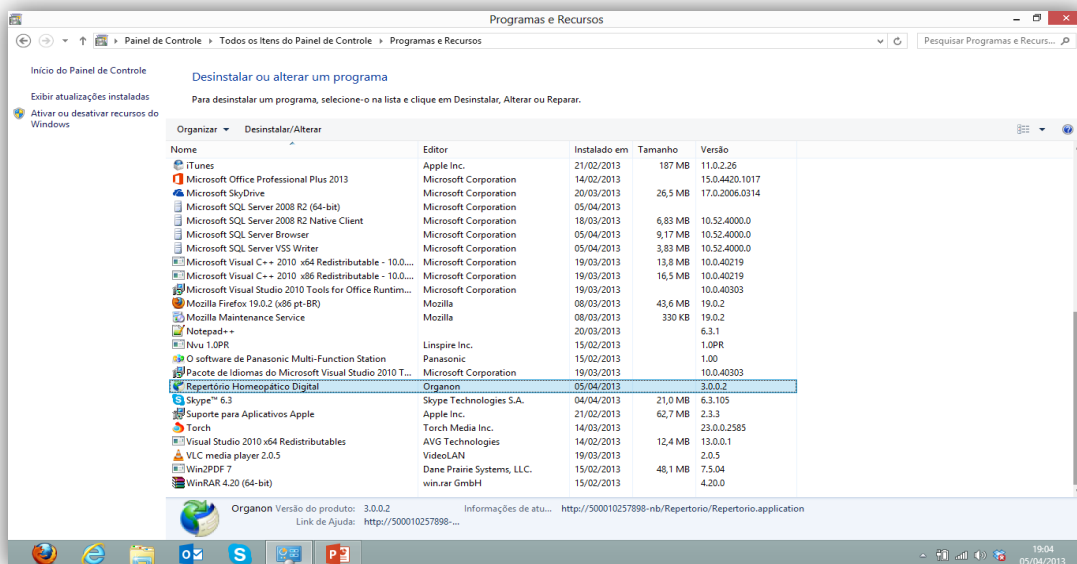 Programas e Recursos
Painel de Controle Todos os Itens do Painel de Controle Programas e Recursos
Pesquisar Programas e Recurs...
Início do Painel de Controle
Exibir atualizações instaladas
Ativar ou desativar recursos do
Windows
Desinstalar ou alterar um programa
Para desinstalar um programa, selecione-o na lista e clique em Desinstalar, Alterar ou Reparar.
Organizar Desinstalar/Alterar
Nome Editor Instalado em Tamanho Versão
iTunes Apple Inc. 21/02/2013 187 MB 11.0.2.26
Microsoft Office Professional Plus 2013 Microsoft Corporation 14/02/2013 15.0.4420.1017
Microsoft SkyDrive Microsoft Corporation 20/03/2013 26,5 MB 17.0.2006.0314
Microsoft SQL Server 2008 R2 (64-bit) Microsoft Corporation 05/04/2013
Microsoft SQL Server 2008 R2 Native Client Microsoft Corporation 18/03/2013 6,83 MB 10.52.4000.0
Microsoft SQL Server Browser Microsoft Corporation 05/04/2013 9,17 MB 10.52.4000.0
Microsoft SQL Server VSS Writer Microsoft Corporation 05/04/2013 3,83 MB 10.52.4000.0
Microsoft Visual C++ 2010 x64 Redistributable - 10.0.... Microsoft Corporation 19/03/2013 13,8 MB 10.0.40219
Microsoft Visual C++ 2010 x86 Redistributable - 10.0.... Microsoft Corporation 19/03/2013 16,5 MB 10.0.40219
Microsoft Visual Studio 2010 Tools for Office Runtim... Microsoft Corporation 19/03/2013 10.0.40303
Mozilla Firefox 19.0.2 (x86 pt-BR) Mozilla 08/03/2013 43,6 MB 19.0.2
Mozilla Maintenance Service Mozilla 08/03/2013 330 KB 19.0.2
Notepad++ 20/03/2013 6.3.1
Nvu 1.0PR Linspire Inc. 15/02/2013 1.0PR
O software de Panasonic Multi-Function Station Panasonic 15/02/2013 1.00
Pacote de Idiomas do Microsoft Visual Studio 2010 T... Microsoft Corporation 19/03/2013 10.0.40303
Repertório Homeopático Digital Organon 05/04/2013 3.0.0.2
Skype™ 6.3 Skype Technologies S.A. 04/04/2013 21,0 MB 6.3.105
Suporte para Aplicativos Apple Apple Inc. 21/02/2013 62,7 MB 2.3.3
Torch Torch Media Inc. 14/03/2013 23.0.0.2585
Visual Studio 2010 x64 Redistributables AVG Technologies 14/02/2013 12,4 MB 13.0.0.1
VLC media player 2.0.5 VideoLAN 19/03/2013 2.0.5
Win2PDF 7 Dane Prairie Systems, LLC. 15/02/2013 48,1 MB 7.5.04
WinRAR 4.20 (64-bit) win.rar GmbH 15/02/2013 4.20.0
Organon Versão do produto: 3.0.0.2 Informações de atu... http://500010257898-nb/Repertorio/Repertorio.application
Link de Ajuda: http://500010257898-...
19:04
05/04/2013